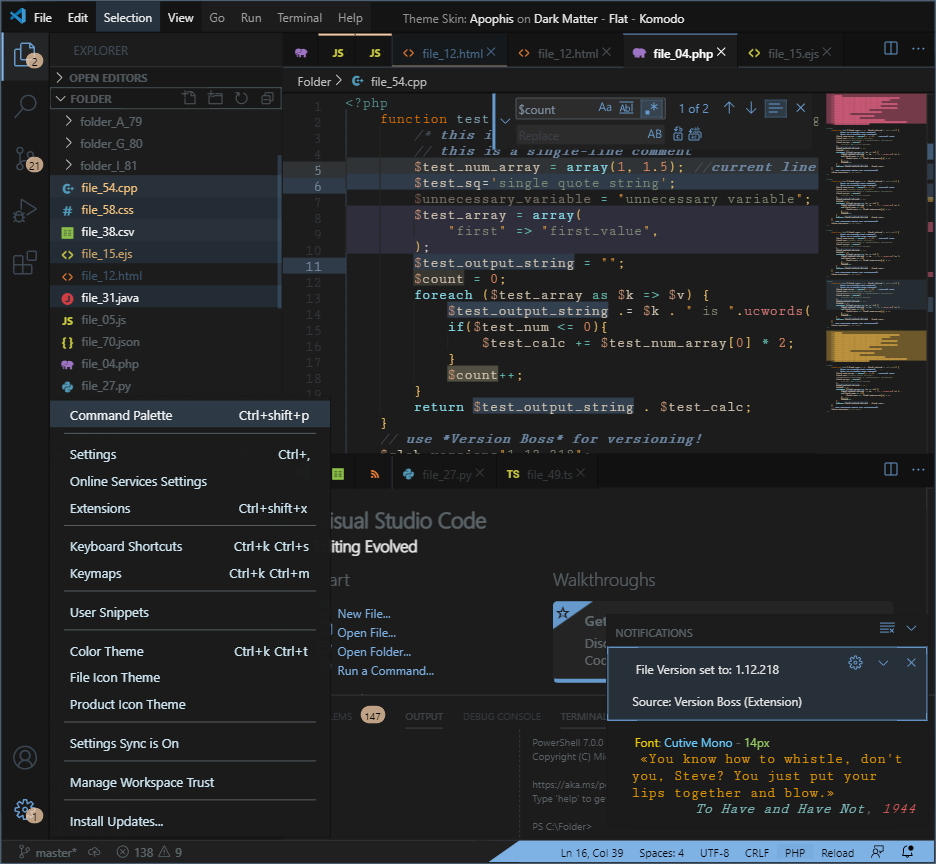 File Edit Selection View Go Run Terminal Help
Theme Skin: Apophis on Dark Matter - Flat - Komodo
2
EXPLORER
JS
JS
file_12.html
file_12.html
file_04.php
file_15.ejs
OPEN EDITORS
FOLDER
Folder > file_54.cpp
folder_A_79
folder_G_80
folder_I_81
21
file_54.cpp
# file_58.css
file_38.csv
<> file_15.ejs
<> file_12.html
J file_31.java
JS file_05.js
{} file_70.json
file_04.php
file_27.py
$count
Aa Abl .*
1 of 2
Replace
AB
1 <?php
2 function test
3 /* this i
4 // this is a single-line comment
5 $test_num_array = array(1, 1.5); //current line
6 $test_sq='single quote string';
7 $unnecessary_variable = "unnecessary variable";
8 $test_array = array(
9 "first" => "first_value",
10 );
11 $test_output_string = "";
12 $count = 0;
13 foreach ($test_array as $k => $v) {
14 $test_output_string .= $k . " is ".ucwords(
15 if($test_num <= 0){
16 $test_calc += $test_num_array[0] * 2;
17 }
18 $count++;
19 }
return $test_output_string . $test_calc;
}
// use *Version Boss* for versioning!
Command Palette Ctrl+shift+p
Settings Ctrl+,
Online Services Settings
Extensions Ctrl+shift+x
Keyboard Shortcuts Ctrl+k Ctrl+s
Keymaps Ctrl+k Ctrl+m
User Snippets
Color Theme Ctrl+k Ctrl+t
File Icon Theme
Product Icon Theme
Settings Sync is On
Manage Workspace Trust
Install Updates...
1
file_27.py
TS file_49.ts
isual Studio Code
iting Evolved
art
New File...
Open File...
Open Folder...
Run a Command...
Walkthroughs
Get
Disc
Coc
LEMS 147 OUTPUT DEBUG CONSOLE TERMINAL
PowerShell 7.0.0
Copyright (C) Mi
https://aka.ms/p
Type 'help' to ge
PS C:\Folder>
NOTIFICATIONS
File Version set to: 1.12.218
Source: Version Boss (Extension)
Font: Cutive Mono - 14px
«You know how to whistle, don't
you, Steve? You just put your
lips together and blow.»
To Have and Have Not, 1944
master* 138 9
Ln 16, Col 39 Spaces: 4 UTF-8 CRLF PHP Reload